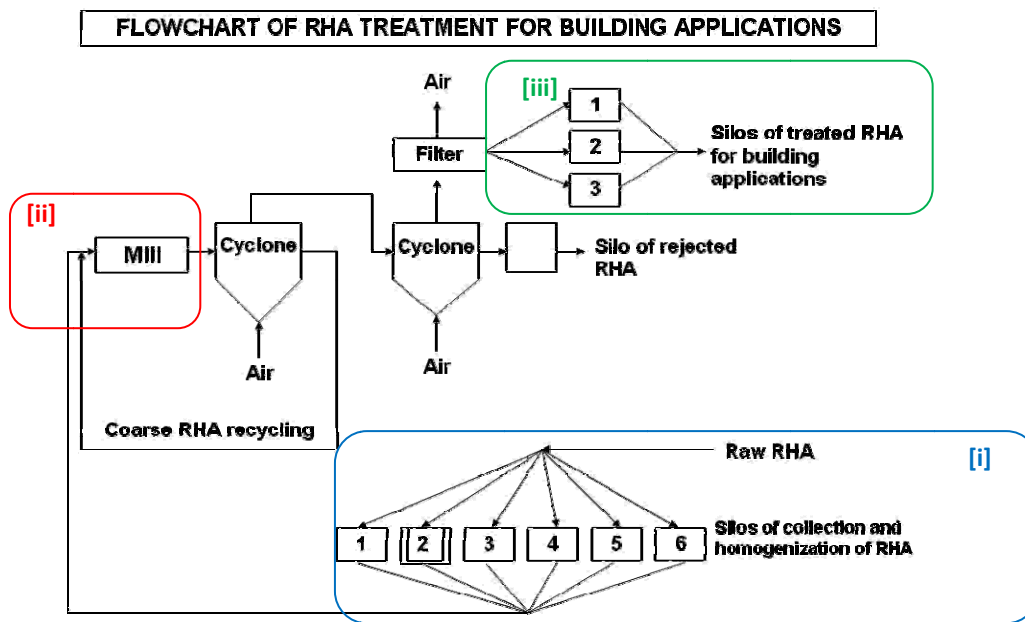 FLOWCHART OF RHA TREATMENT FOR BUILDING APPLICATIONS
Air
[iii]
1
2
3
Filter
Silos of treated RHA
for building
applications
[ii]
Mill
Cyclone
Cyclone
Silo of rejected
RHA
Air
Air
Coarse RHA recycling
Raw RHA
[i]
1
2
3
4
5
6
Silos of collection and
homogenization of RHA